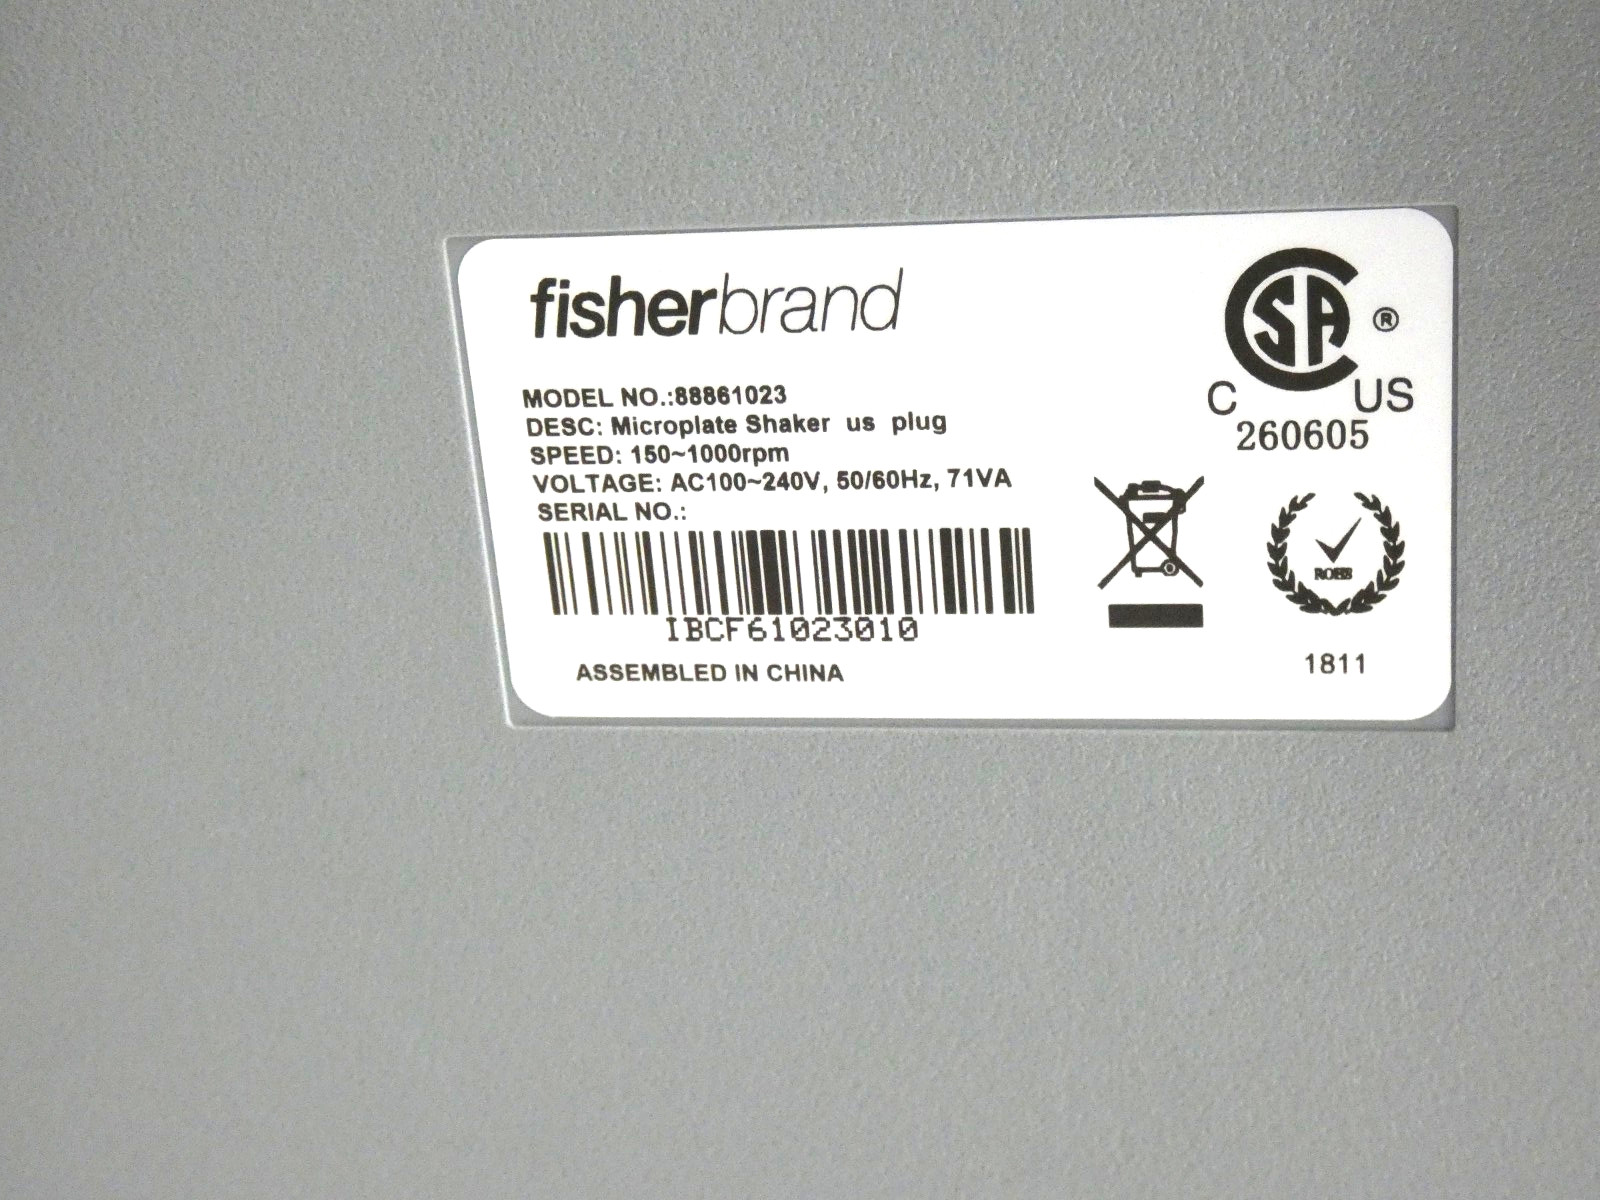 fisherbrand
MODEL NO.:88861023
DESC: Microplate Shaker us plug
SPEED: 150~1000rpm
VOLTAGE: AC100~240V, 50/60Hz, 71VA
SERIAL NO.:
IBCF61023010
ASSEMBLED IN CHINA
CSA ®
C US
260605
ROHS
1811